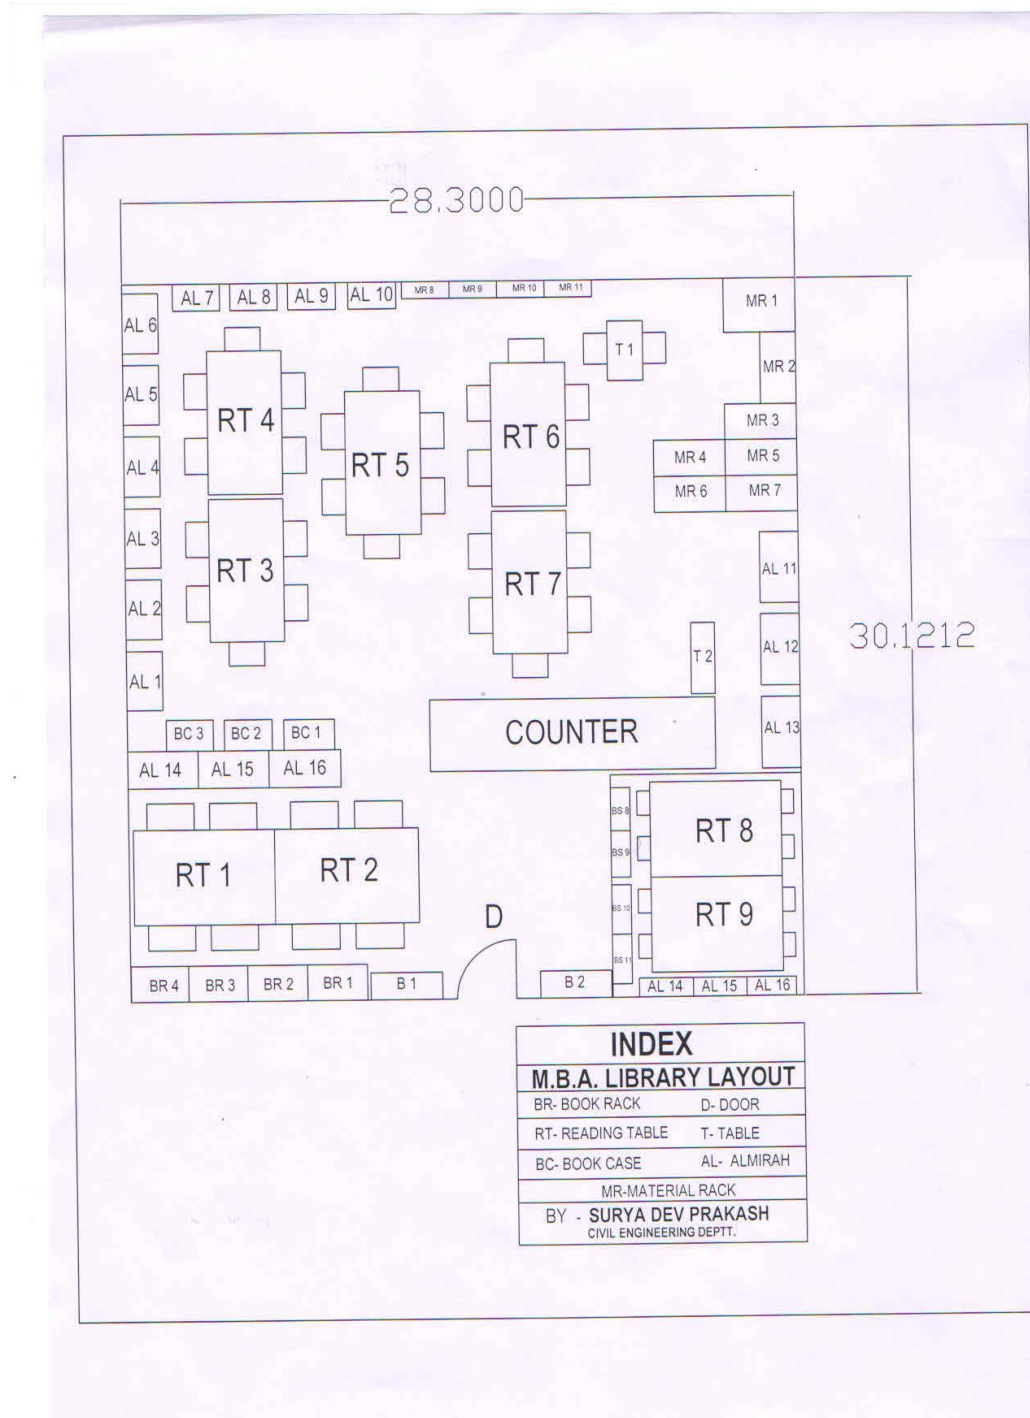 28.3000
AL 7 AL 8 AL 9 AL 10 MR 8 MR 9 MR 10 MR 11
MR 1
AL 6
T 1
MR 2
AL 5
RT 4
MR 3
RT 6
AL 4
RT 5
MR 4 MR 5
MR 6 MR 7
AL 3
RT 3
RT 7
AL 11
AL 2
30.1212
AL 12
T 2
AL 1
BC 3 BC 2 BC 1
COUNTER
AL 13
AL 14 AL 15 AL 16
BS 8
RT 8
BS 9
RT 1 RT 2
D
BS 10
RT 9
BS 11
BR 4 BR 3 BR 2 BR 1 B 1
B 2
AL 14 AL 15 AL 16
INDEX
M.B.A. LIBRARY LAYOUT
BR- BOOK RACK D- DOOR
RT- READING TABLE T- TABLE
BC- BOOK CASE AL- ALMIRAH
MR-MATERIAL RACK
BY - SURYA DEV PRAKASH
CIVIL ENGINEERING DEPTT.